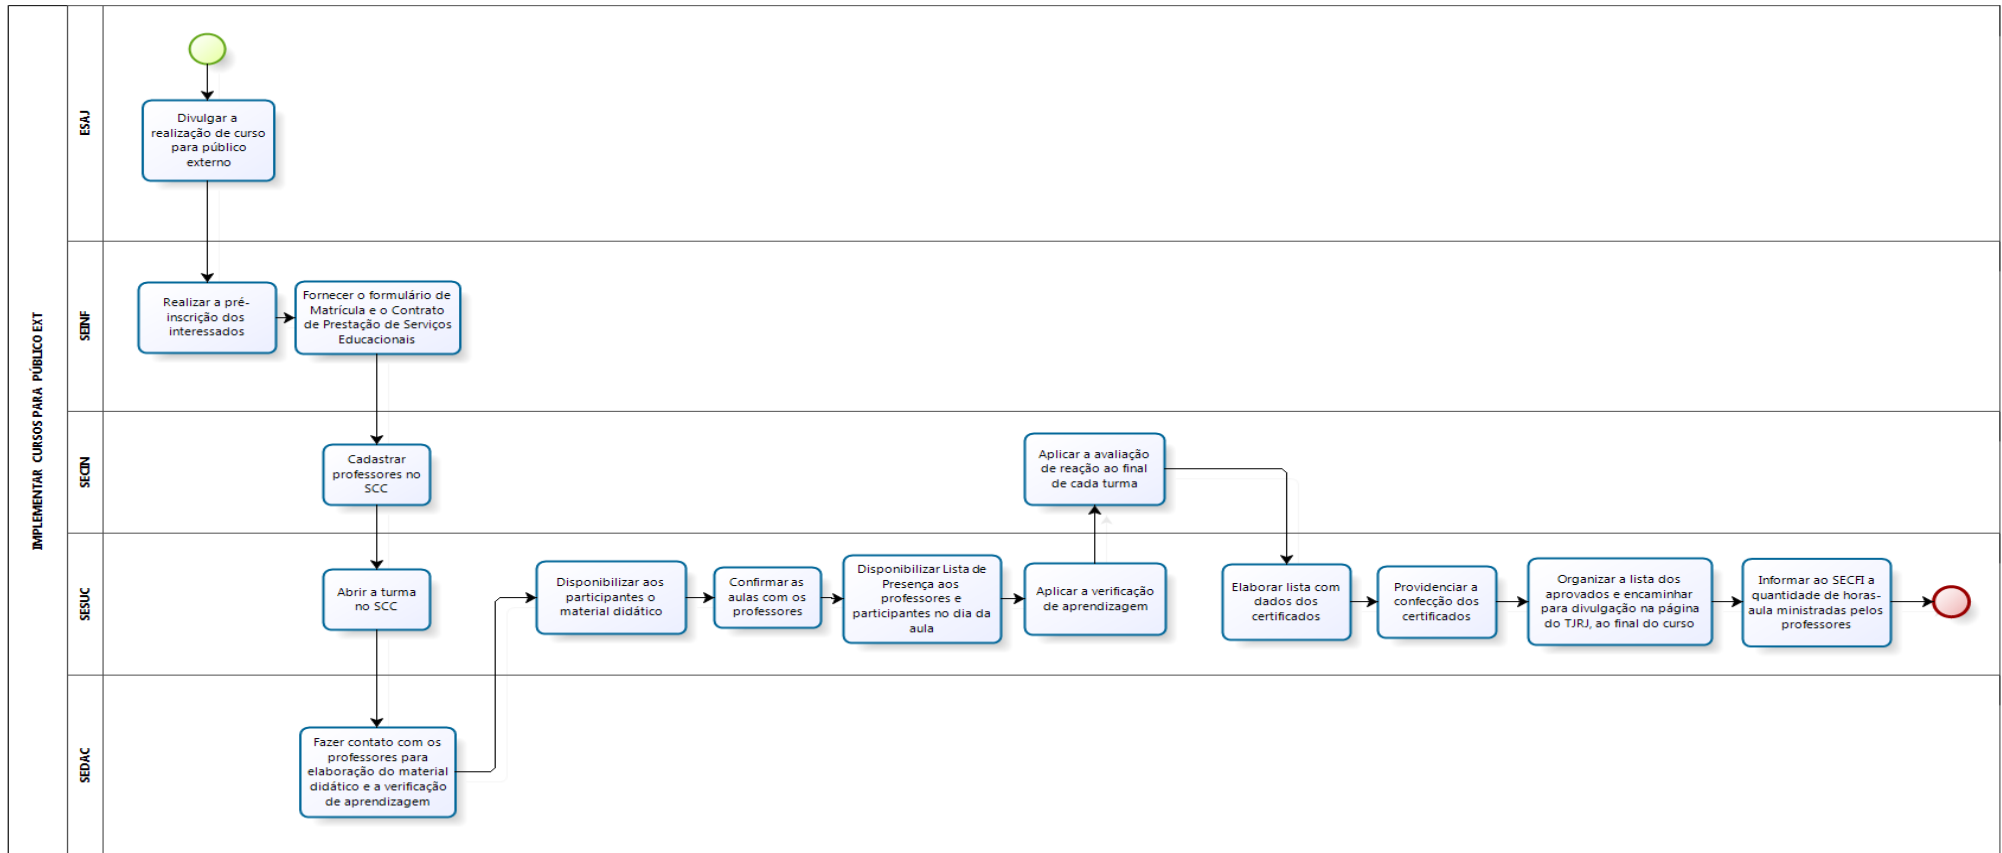 IMPLEMENTAR CURSOS PARA PÚBLICO EXT
ESAJ
Divulgar a
realização de curso
para público
externo
SEINF
Realizar a pré-
inscrição dos
interessados
Fornecer o formulário de
Matrícula e o Contrato
de Prestação de Serviços
Educacionais
SECIN
Cadastrar
professores no
SCC
Aplicar a avaliação
de reação ao final
de cada turma
SESUC
Abrir a turma
no SCC
Disponibilizar aos
participantes o
material didático
Confirmar as
aulas com os
professores
Disponibilizar Lista de
Presença aos
professores e
participantes no dia da
aula
Aplicar a verificação
de aprendizagem
Elaborar lista com
dados dos
certificados
Providenciar a
confecção dos
certificados
Organizar a lista dos
aprovados e encaminhar
para divulgação na página
do TJRJ, ao final do curso
Informar ao SECFI a
quantidade de horas-
aula ministradas pelos
professores
SEDAC
Fazer contato com os
professores para
elaboração do material
didático e a verificação
de aprendizagem